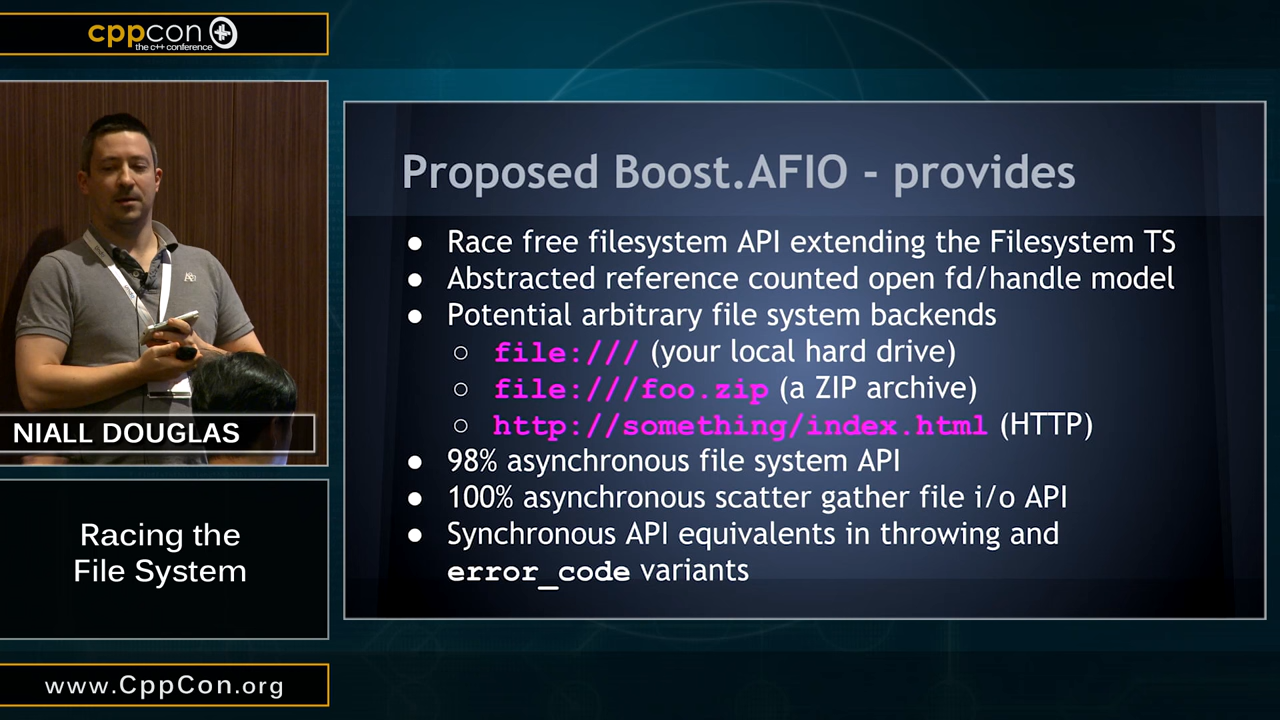 cppcon
the c++ conference
NIALL DOUGLAS
Racing the
File System
www.CppCon.org
Proposed Boost.AFIO - provides
● Race free filesystem API extending the Filesystem TS
● Abstracted reference counted open fd/handle model
● Potential arbitrary file system backends
○ file:/// (your local hard drive)
○ file:///foo.zip (a ZIP archive)
○ http://something/index.html (HTTP)
● 98% asynchronous file system API
● 100% asynchronous scatter gather file i/o API
● Synchronous API equivalents in throwing and
error_code variants